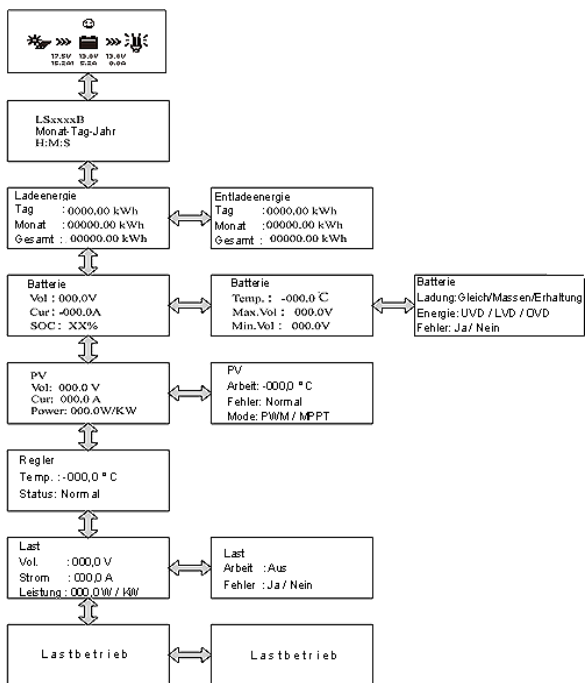 17.5V 13.0V 13.0V
15.2A 5.2A 0.0A
LSxxxxB
Monat-Tag-Jahr
H:M:S
Ladeenergie
Tag :0000.00 kWh
Monat :00000.00 kWh
Gesamt : 00000.00 kWh
Entladeenergie
Tag :0000.00 kWh
Monat :00000.00 kWh
Gesamt : 00000.00 kWh
Batterie
Vol : 000.0V
Cur: -000.0A
SOC : XX%
Batterie
Temp. : -000.0℃
Max.Vol : 000.0V
Min.Vol : 000.0V
Batterie
Ladung:Gleich/Massen/Erhaltung
Energie: UVD / LVD / OVD
Fehler: Ja / Nein
PV
Vol: 000.0 V
Cur: 000.0 A
Power: 000.0W/KW
PV
Arbeit: -000,0 °C
Fehler: Normal
Mode: PWM / MPPT
Regler
Temp. :-000,0 °C
Status: Normal
Last
Vol. :000,0 V
Strom :000,0 A
Leistung : 000,0W / KW
Last
Arbeit :Aus
Fehler : Ja / Nein
Lastbetrieb
Lastbetrieb